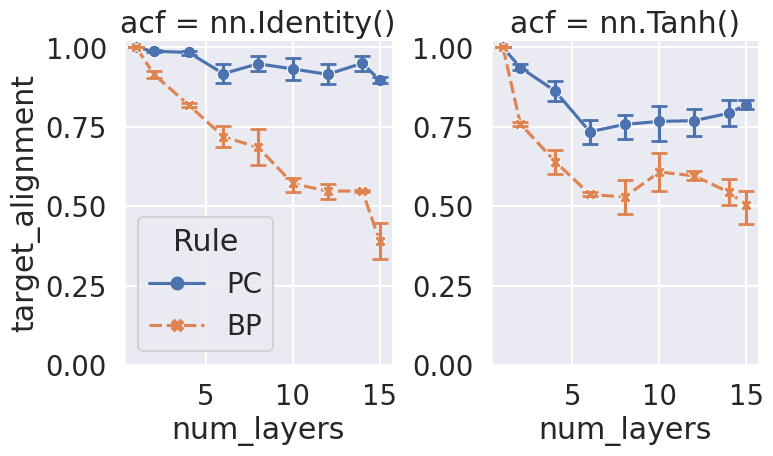 acf = nn.Identity()
acf = nn.Tanh()
target_alignment
1.00
0.75
0.50
0.25
0.00
Rule
PC
BP
5
10
15
num_layers
1.00
0.75
0.50
0.25
0.00
5
10
15
num_layers